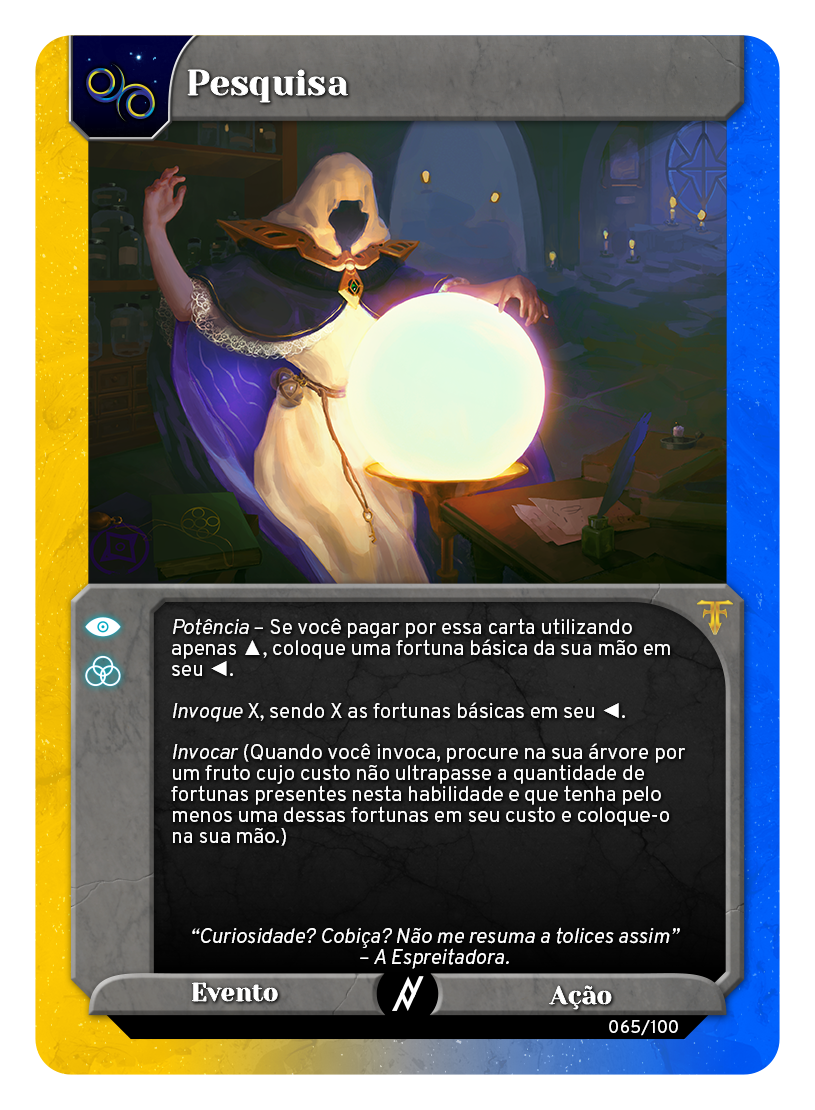 Pesquisa
Potência – Se você pagar por essa carta utilizando
apenas ▲, coloque uma fortuna básica da sua mão em
seu ◄.
Invoque X, sendo X as fortunas básicas em seu ◄.
Invocar (Quando você invoca, procure na sua árvore por
um fruto cujo custo não ultrapasse a quantidade de
fortunas presentes nesta habilidade e que tenha pelo
menos uma dessas fortunas em seu custo e coloque-o
na sua mão.)
“Curiosidade? Cobiça? Não me resuma a tolices assim”
– A Espreitadora.
Evento
Ação
065/100